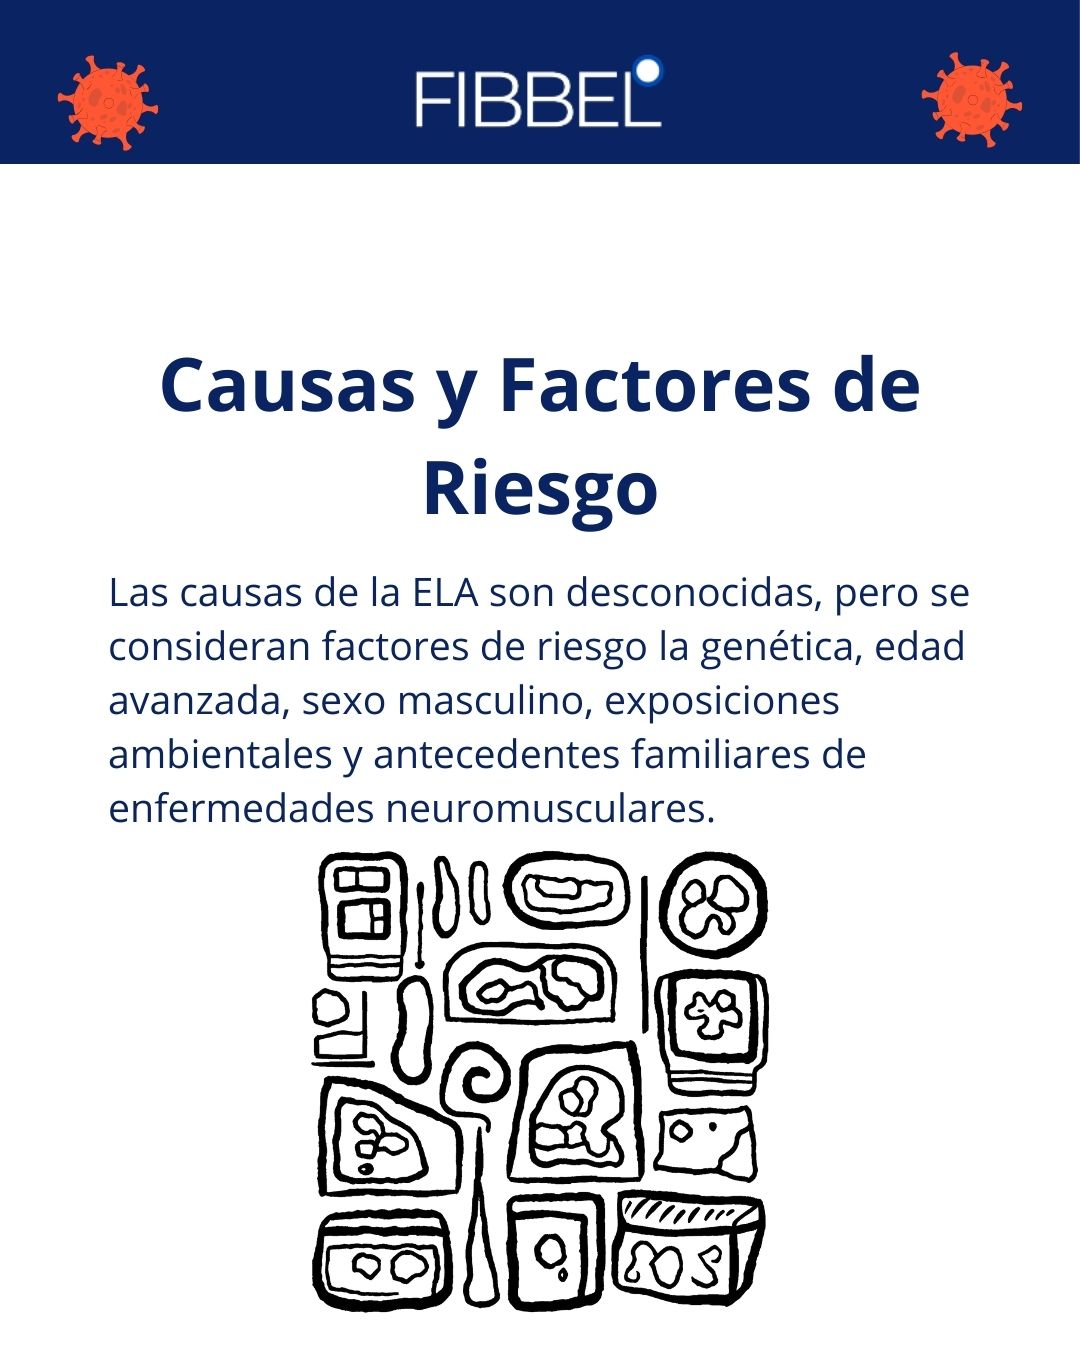 FIBBEL
Causas y Factores de
Riesgo
Las causas de la ELA son desconocidas, pero se
consideran factores de riesgo la genética, edad
avanzada, sexo masculino, exposiciones
ambientales y antecedentes familiares de
enfermedades neuromusculares.